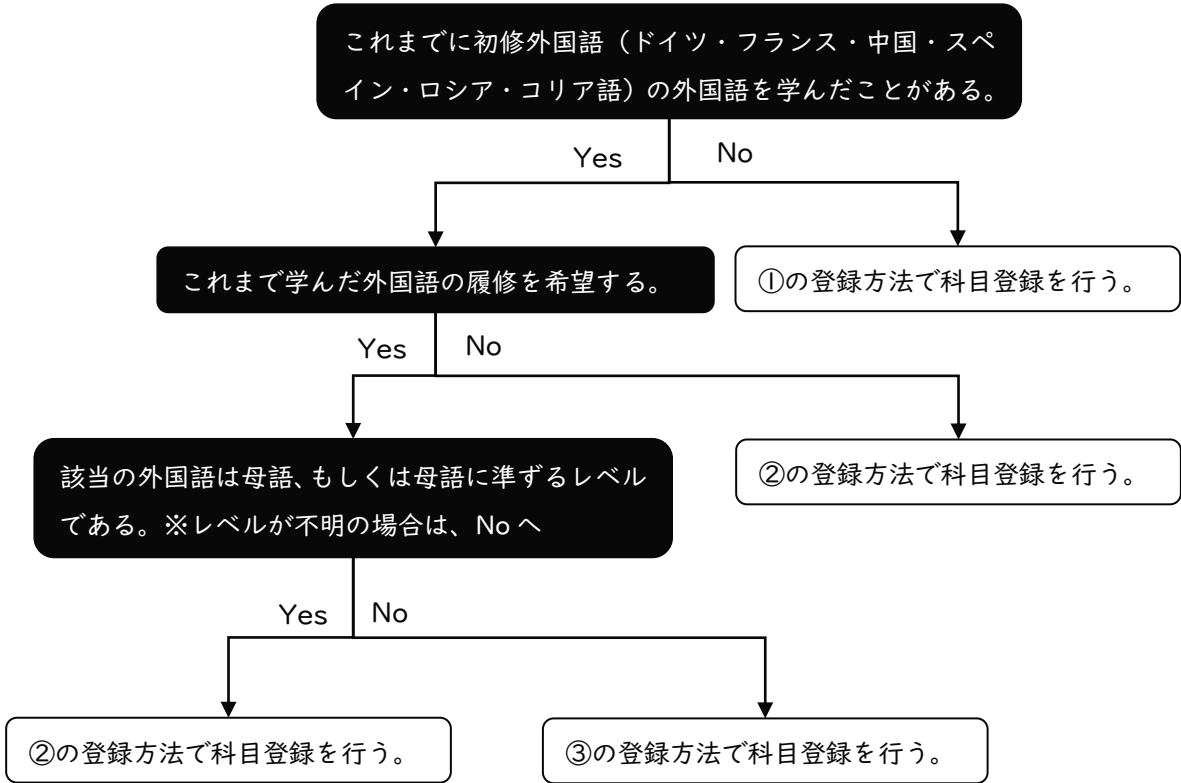 これまでに初修外国語（ドイツ・フランス・中国・スペ
イン・ロシア・コリア語）の外国語を学んだことがある。
Yes
No
これまで学んだ外国語の履修を希望する。
①の登録方法で科目登録を行う。
Yes
No
該当の外国語は母語、もしくは母語に準ずるレベル
である。※レベルが不明の場合は、No へ
②の登録方法で科目登録を行う。
Yes
No
②の登録方法で科目登録を行う。
③の登録方法で科目登録を行う。